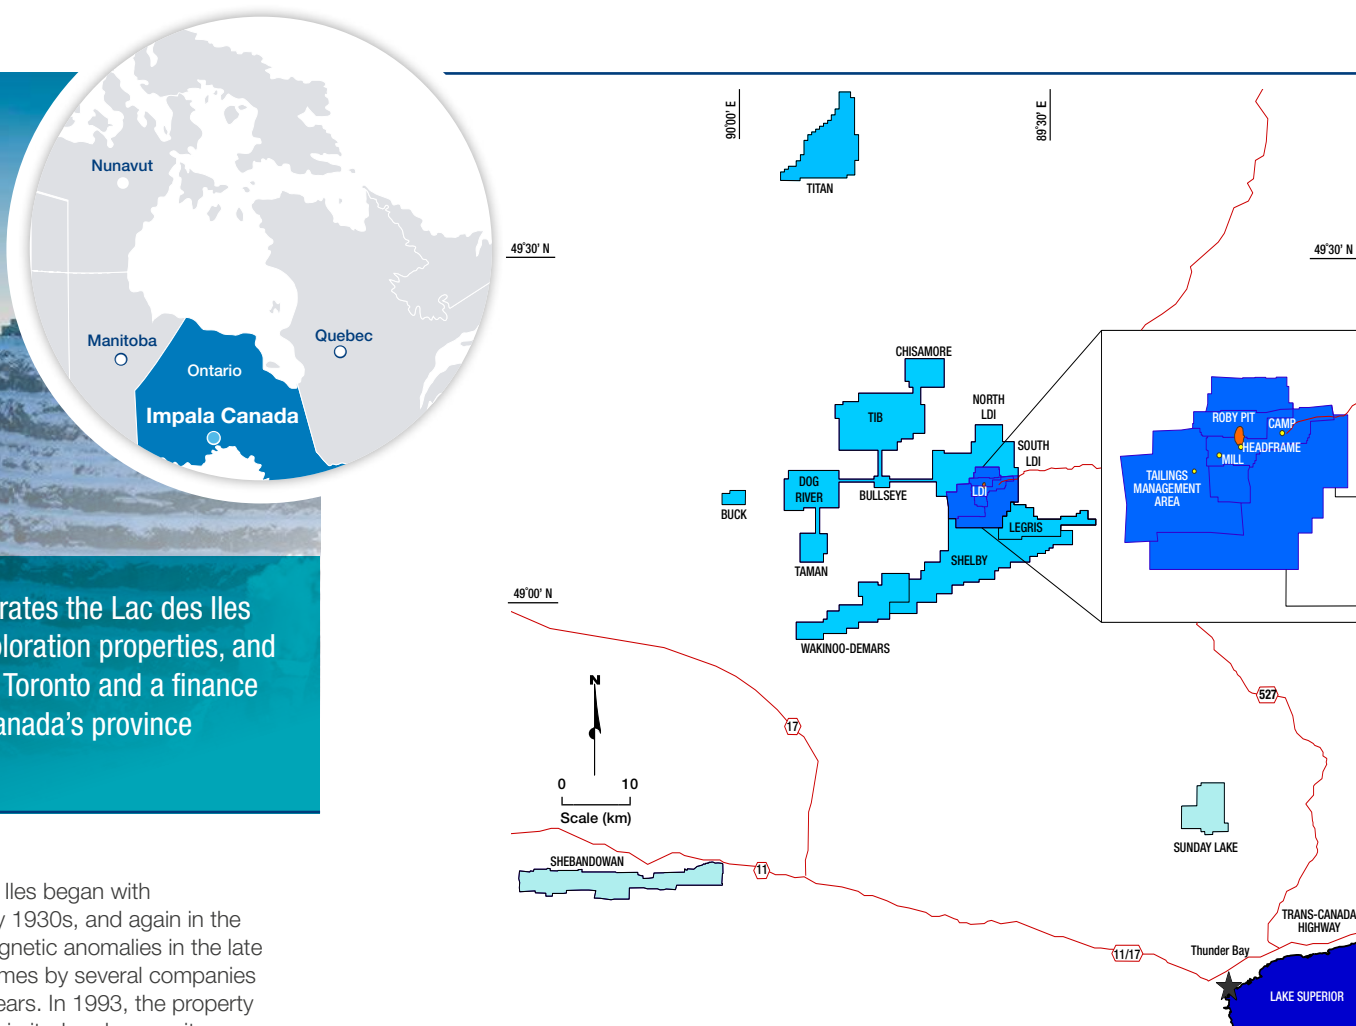 Nunavut
Manitoba
Quebec
Ontario
Impala Canada
rates the Lac des Iles
loration properties, and
Toronto and a finance
anada's province
Iles began with
1930s, and again in the
gnetic anomalies in the late
mes by several companies
ears. In 1993, the property
90°00' E
89°30' E
TITAN
49°30' N
49°30' N
CHISAMORE
TIB
NORTH
LDI
SOUTH
LDI
DOG
RIVER
BULLSEYE
LDI
BUCK
LEGRIS
TAMAN
SHELBY
49°00' N
WAKINOO-DEMARS
ROBY PIT
CAMP
HEADFRAME
MILL
TAILINGS
MANAGEMENT
AREA
N
0 10
Scale (km)
17
527
SHEBANDOWAN
11
SUNDAY LAKE
TRANS-CANADA
HIGHWAY
11/17
Thunder Bay
LAKE SUPERIOR